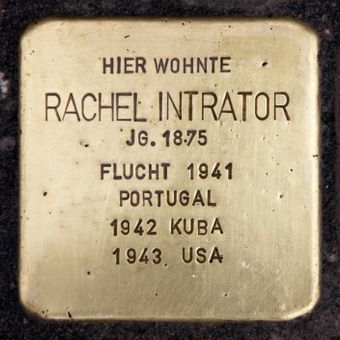 HIER WOHNTE
RACHEL INTRATOR
JG. 1875
FLUCHT 1941
PORTUGAL
1942 KUBA
1943 USA